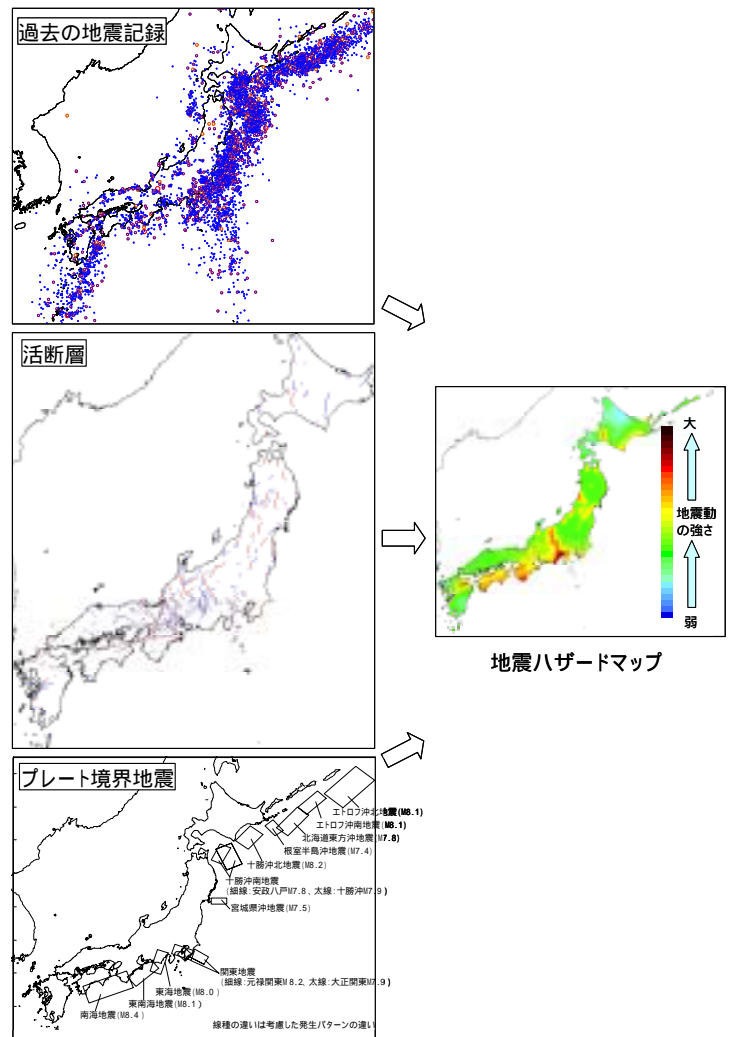 過去の地震記録
活断層
大
地震動
の強さ
弱
地震ハザードマップ
プレート境界地震
エトロフ沖北地震(M8.1)
エトロフ沖南地震(M8.1)
北海道東方沖地震(M7.8)
根室半島沖地震(M7.4)
十勝沖北地震(M8.2)
十勝沖南地震
(細線:安政八戸M7.8、太線:十勝沖M7.9)
宮城県沖地震(M7.5)
関東地震
(細線:元禄関東M8.2, 太線:大正関東M7.9)
東海地震(M8.0)
東南海地震(M8.1)
南海地震(M8.4)
線種の違いは考慮した発生パターンの違い